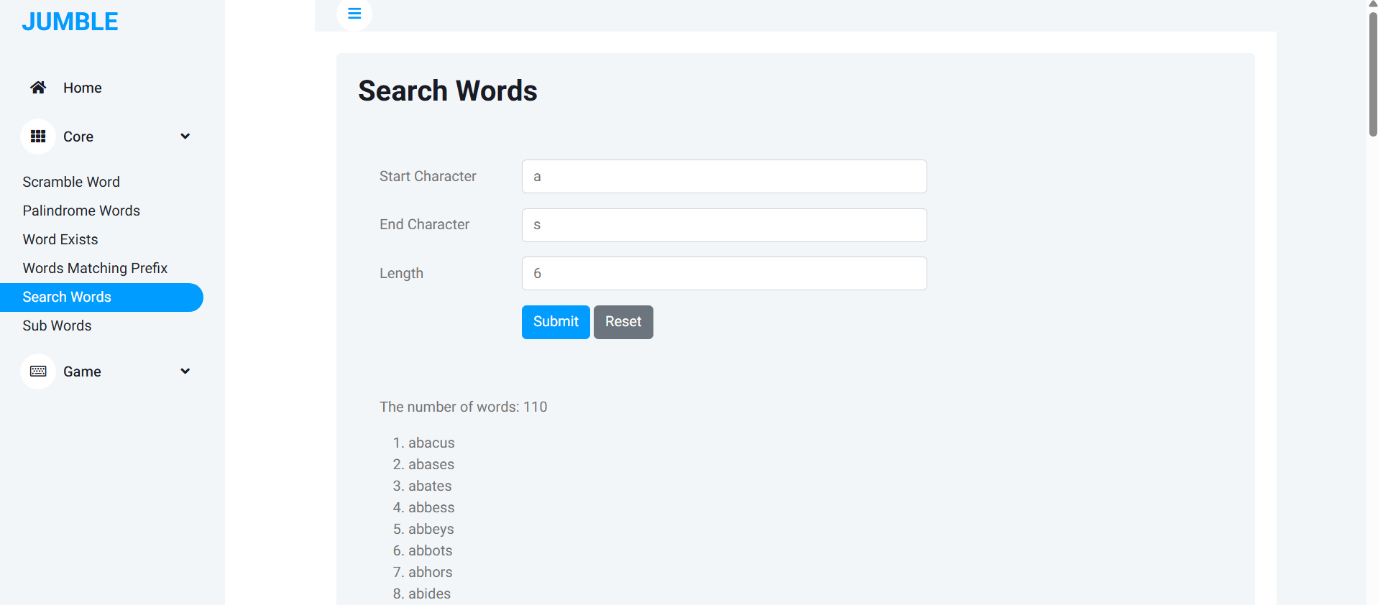 JUMBLE
Home
Core
Scramble Word
Palindrome Words
Word Exists
Words Matching Prefix
Search Words
Sub Words
Game
Search Words
Start Character a
End Character s
Length 6
Submit Reset
The number of words: 110
1. abacus
2. abases
3. abates
4. abbess
5. abbeys
6. abbots
7. abhors
8. abides